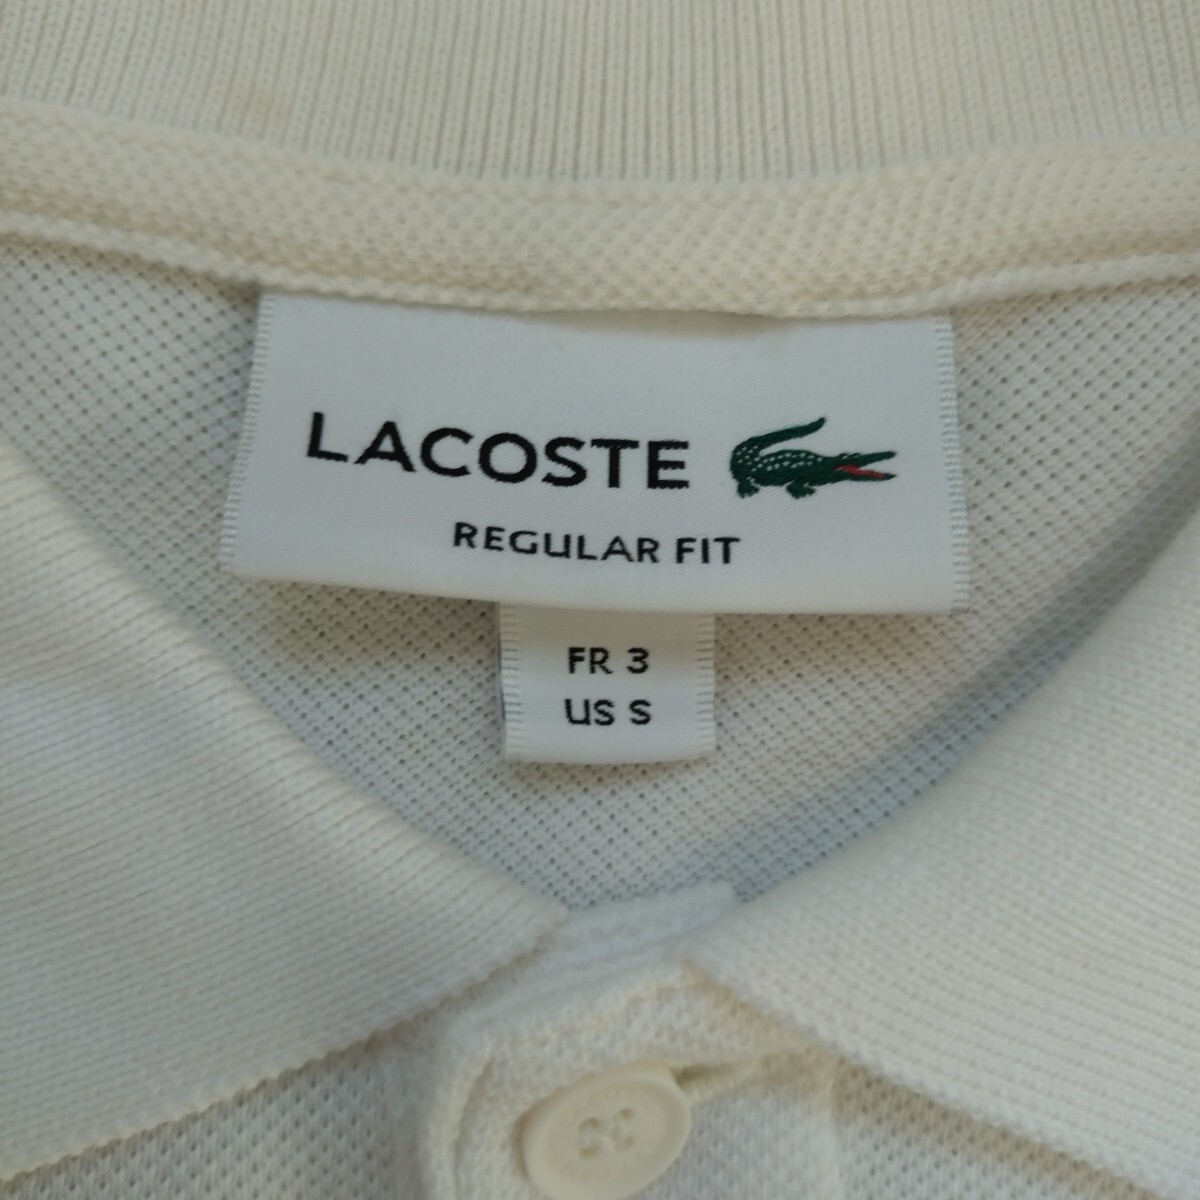 LACOSTE
REGULAR FIT
FR 3
US S